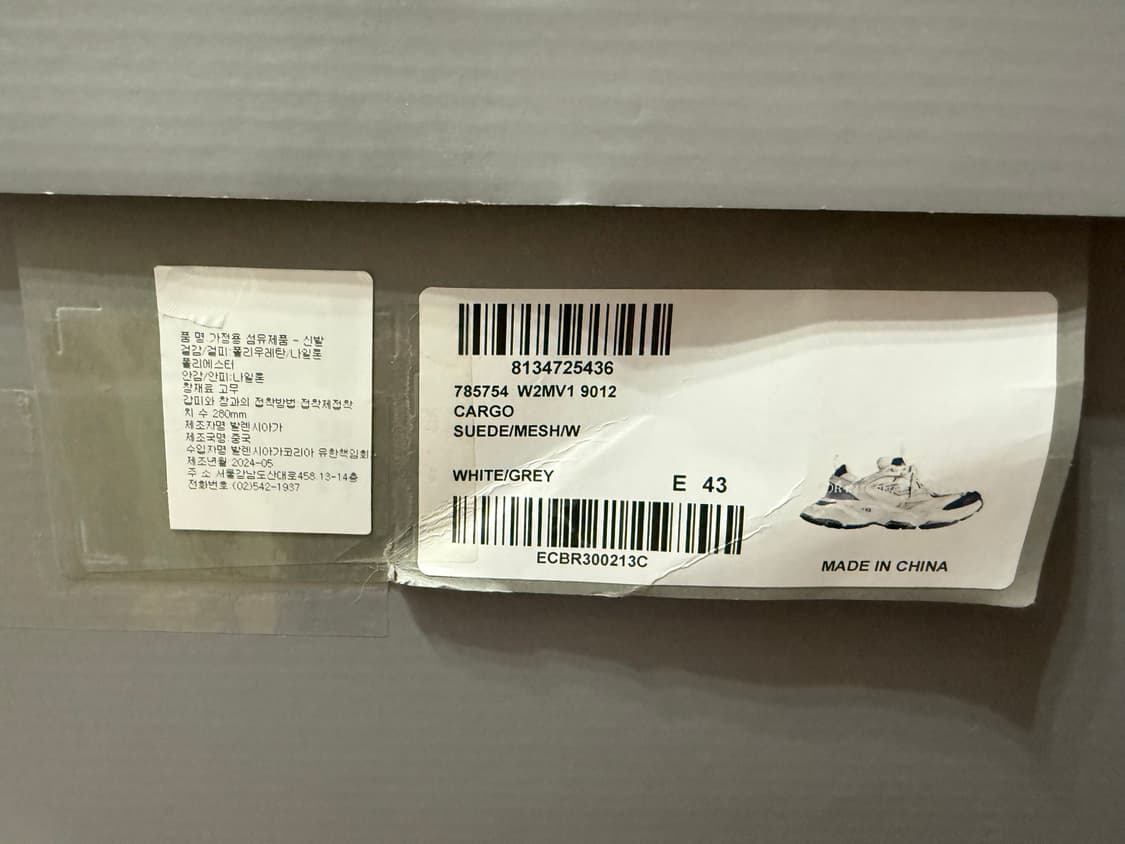 품 명 가정용 섬유제품 - 신발
겉감/겉피:폴리우레탄/나일론
폴리에스터
안감/안피:나일론
창재료 고무
갑피와 창과의 접착방법 접착제접착
치 수 280mm
제조자명 발렌시아가
제조국명 중국
수입자명 발렌시아가코리아 유한책임회
제조년월 2024-05
주 소 서울강남도산대로458 13-14층
전화번호 (02)542-1937
8134725436
785754 W2MV1 9012
CARGO
SUEDE/MESH/W
WHITE/GREY
E 43
ECBR300213C
MADE IN CHINA